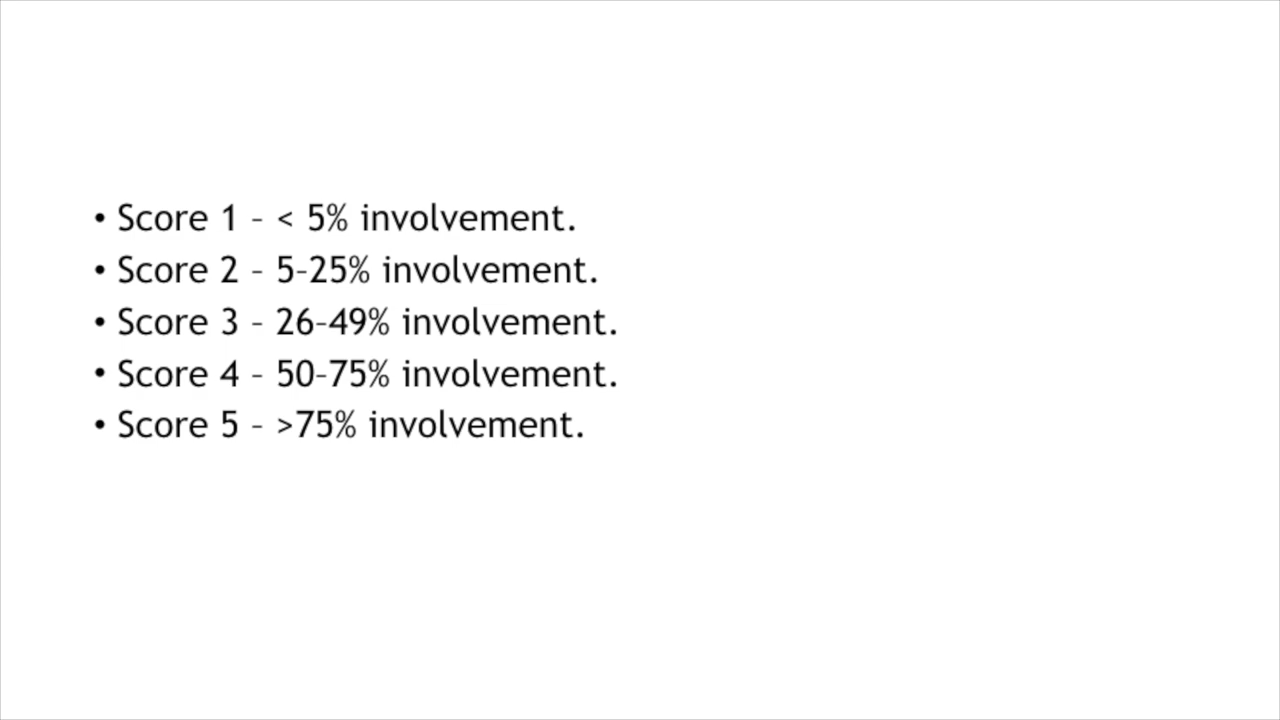 • Score 1 – < 5% involvement.
• Score 2 – 5–25% involvement.
• Score 3 – 26–49% involvement.
• Score 4 – 50–75% involvement.
• Score 5 – >75% involvement.